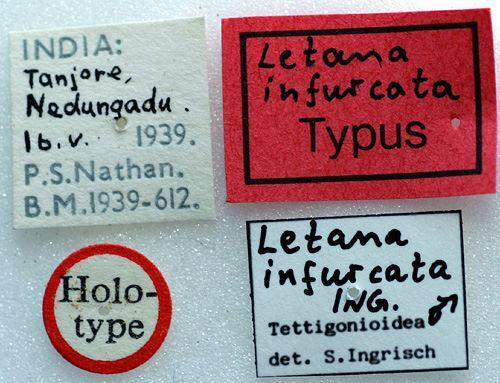 INDIA:
Tanjore,
Nedungadu.
16.V. 1939.
P.S.Nathan.
B.M.1939-612.
Letana
infurcata
Typus
Holo-
type
Letana
infurcata
ING. ♂
Tettigonioidea
det. S.Ingrisch